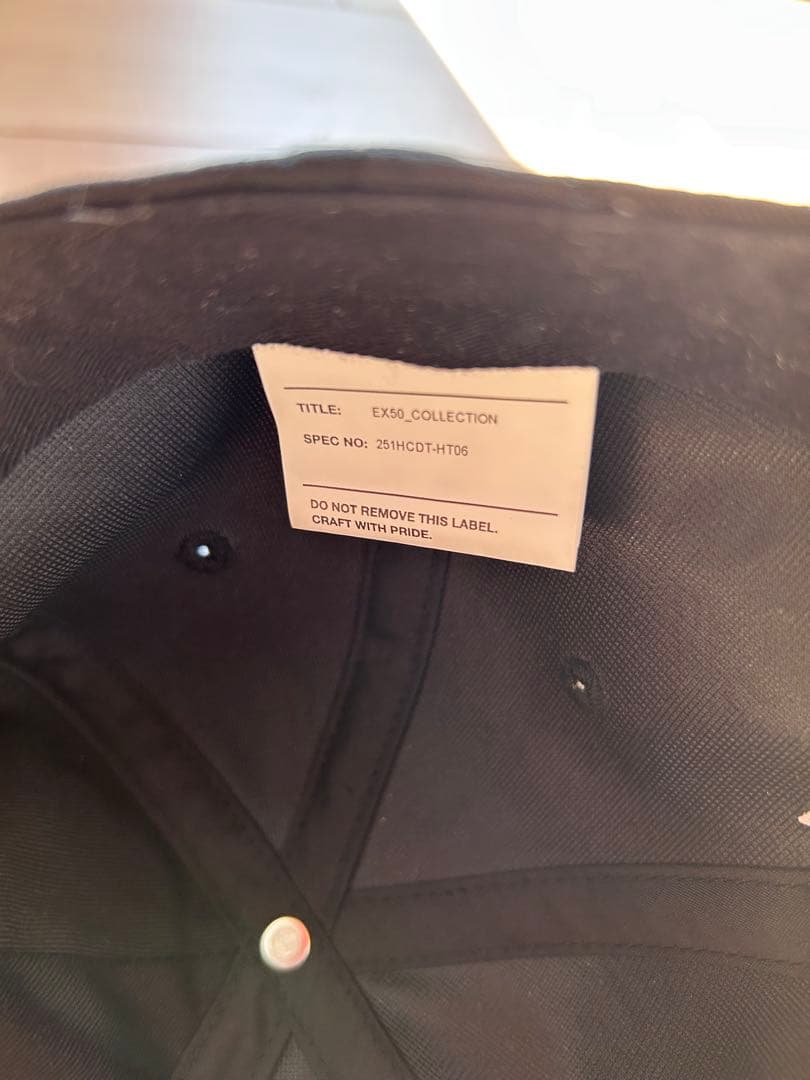 TITLE: EX50_COLLECTION
SPEC NO: 251HCDT-HT06
DO NOT REMOVE THIS LABEL.
CRAFT WITH PRIDE.